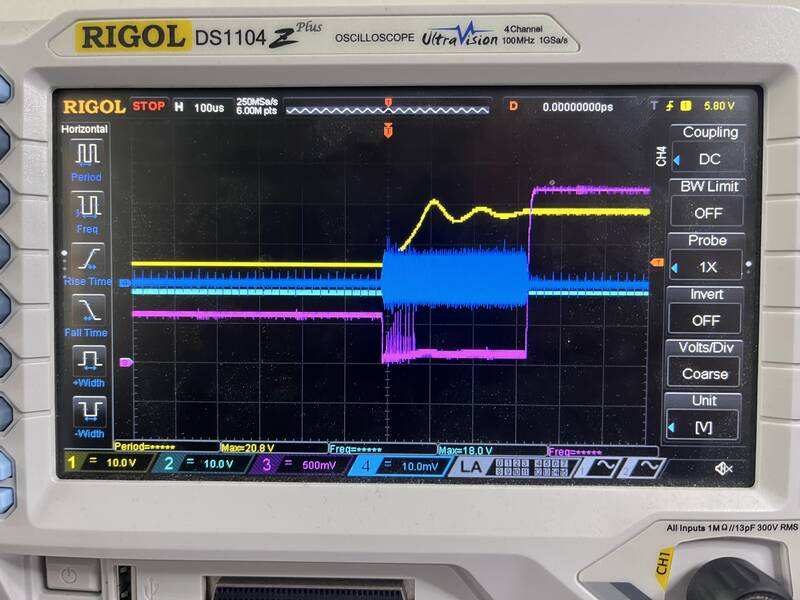 RIGOL DS1104 Z Plus OSCILLOSCOPE UltraVision 4 Channel 100MHz 1GSa/s
RIGOL STOP H 100us 250MSa/s 6.00M pts D 0.00000000ps T 1 5.80 V
Horizontal
Period
Freq
Rise Time
Fall Time
+Width
-Width
CH4
Coupling
DC
BW Limit
OFF
Probe
1X
Invert
OFF
Volts/Div
Coarse
Unit
[V]
Period=***** Max=20.8 V Freq=***** Max=18.0 V Freq=*****
1 = 10.0 V 2 = 10.0 V 3 = 500mV 4 = 10.0mV LA
All Inputs 1MΩ//13pF 300V RMS
CH1